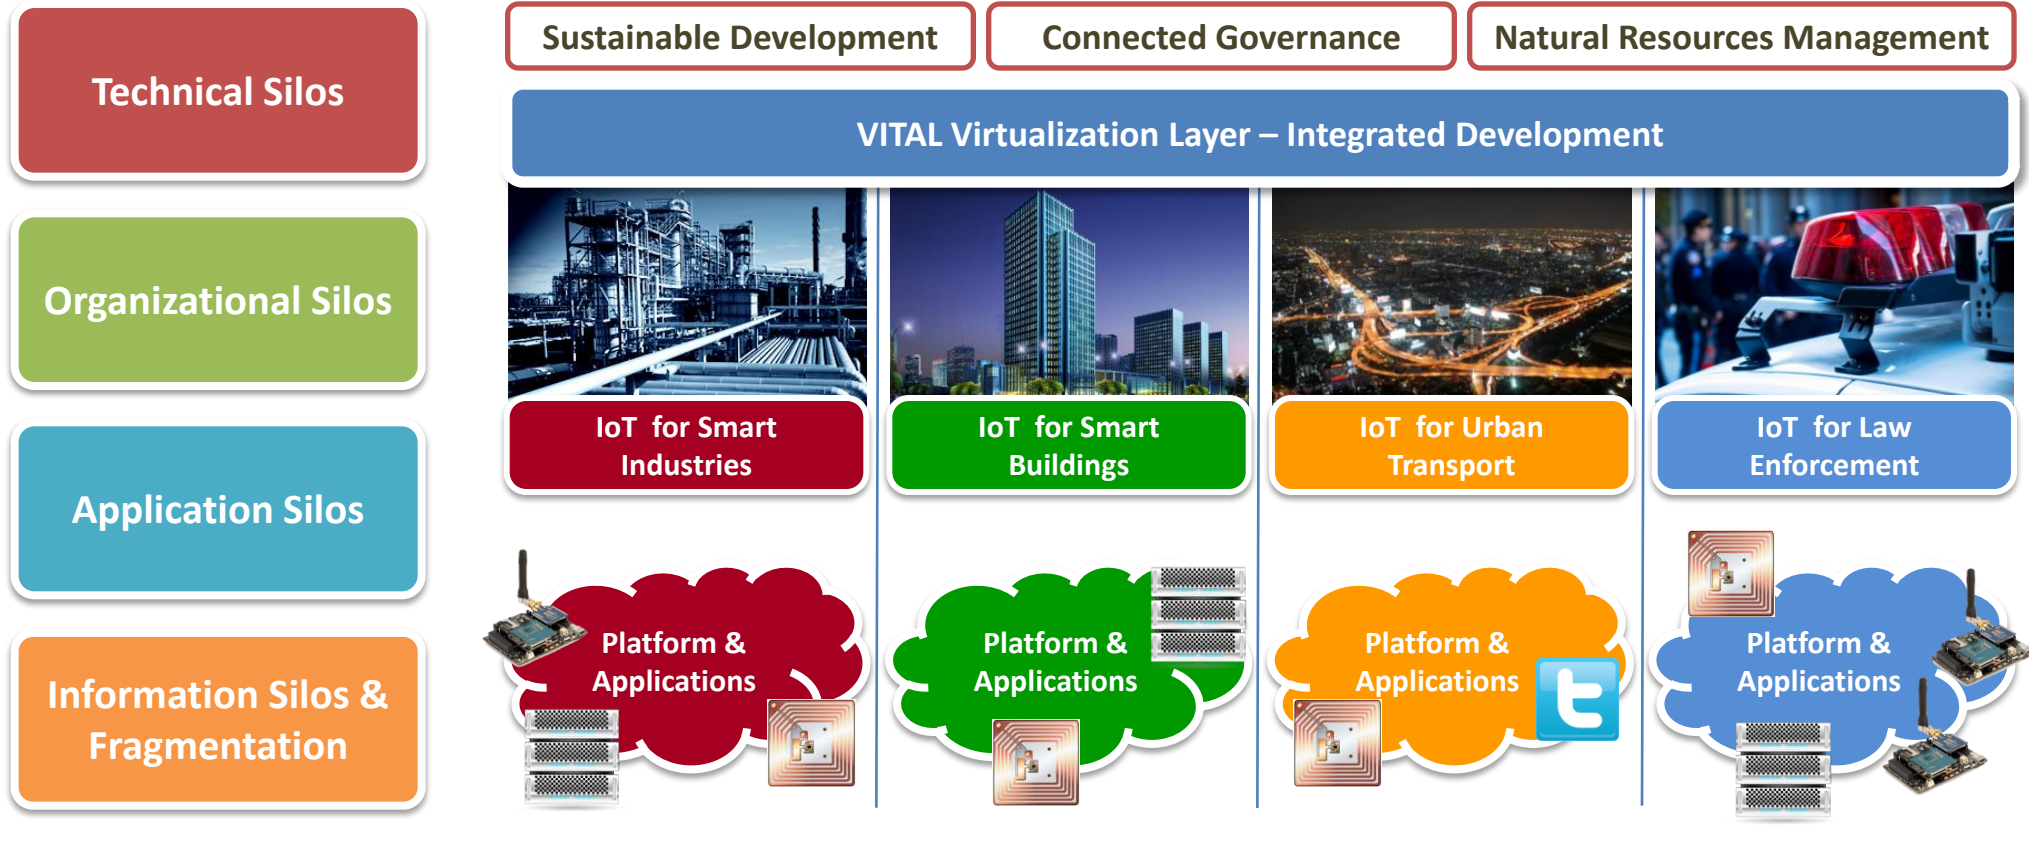 Technical Silos
Organizational Silos
Application Silos
Information Silos &
Fragmentation
Sustainable Development
Connected Governance
Natural Resources Management
VITAL Virtualization Layer – Integrated Development
IoT for Smart
Industries
IoT for Smart
Buildings
IoT for Urban
Transport
IoT for Law
Enforcement
Platform &
Applications
Platform &
Applications
Platform &
Applications
Platform &
Applications